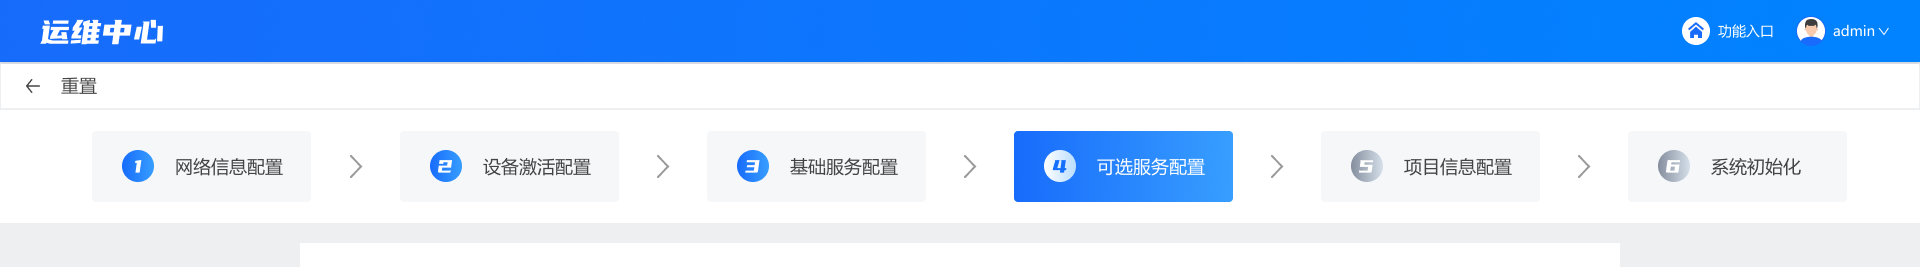 运维中心
功能入口
admin
重置
1 网络信息配置
2 设备激活配置
3 基础服务配置
4 可选服务配置
5 项目信息配置
6 系统初始化